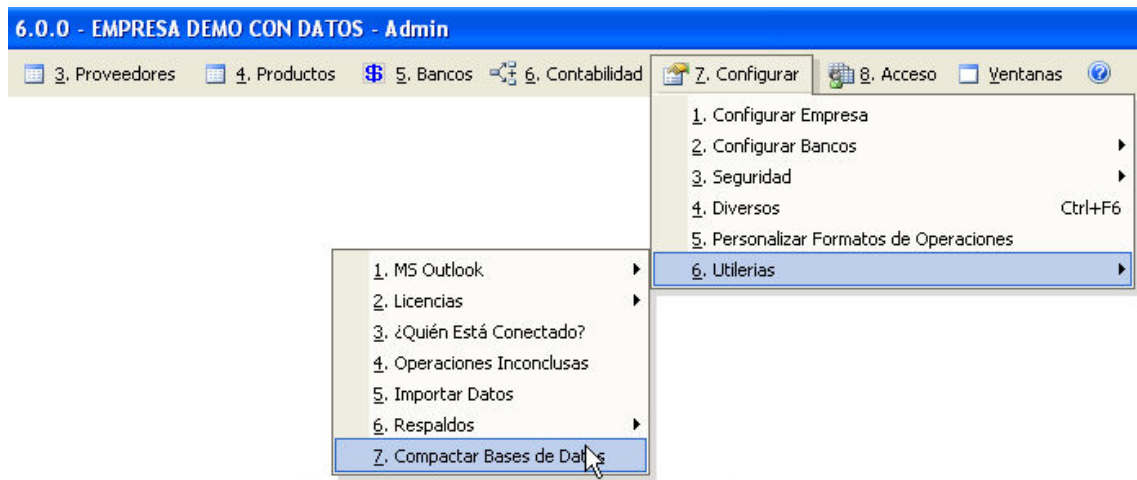 6.0.0 - EMPRESA DEMO CON DATOS - Admin
3. Proveedores 4. Productos 5. Bancos 6. Contabilidad 7. Configurar 8. Acceso Ventanas
1. Configurar Empresa
2. Configurar Bancos
3. Seguridad
4. Diversos Ctrl+F6
5. Personalizar Formatos de Operaciones
6. Utilerias
1. MS Outlook
2. Licencias
3. ¿Quién Está Conectado?
4. Operaciones Inconclusas
5. Importar Datos
6. Respaldos
7. Compactar Bases de Datos